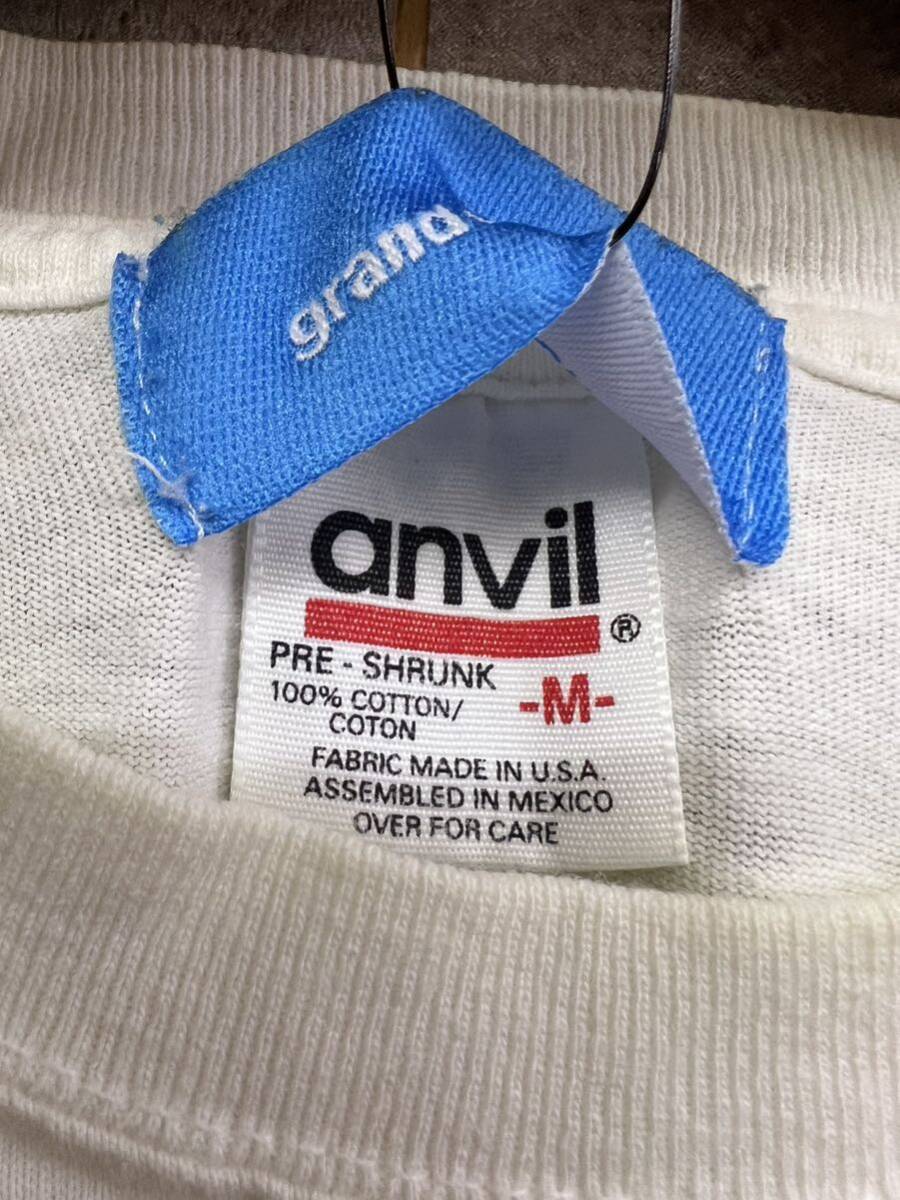 grand
anvil
®
PRE - SHRUNK
100% COTTON/
COTON
-M-
FABRIC MADE IN U.S.A.
ASSEMBLED IN MEXICO
OVER FOR CARE